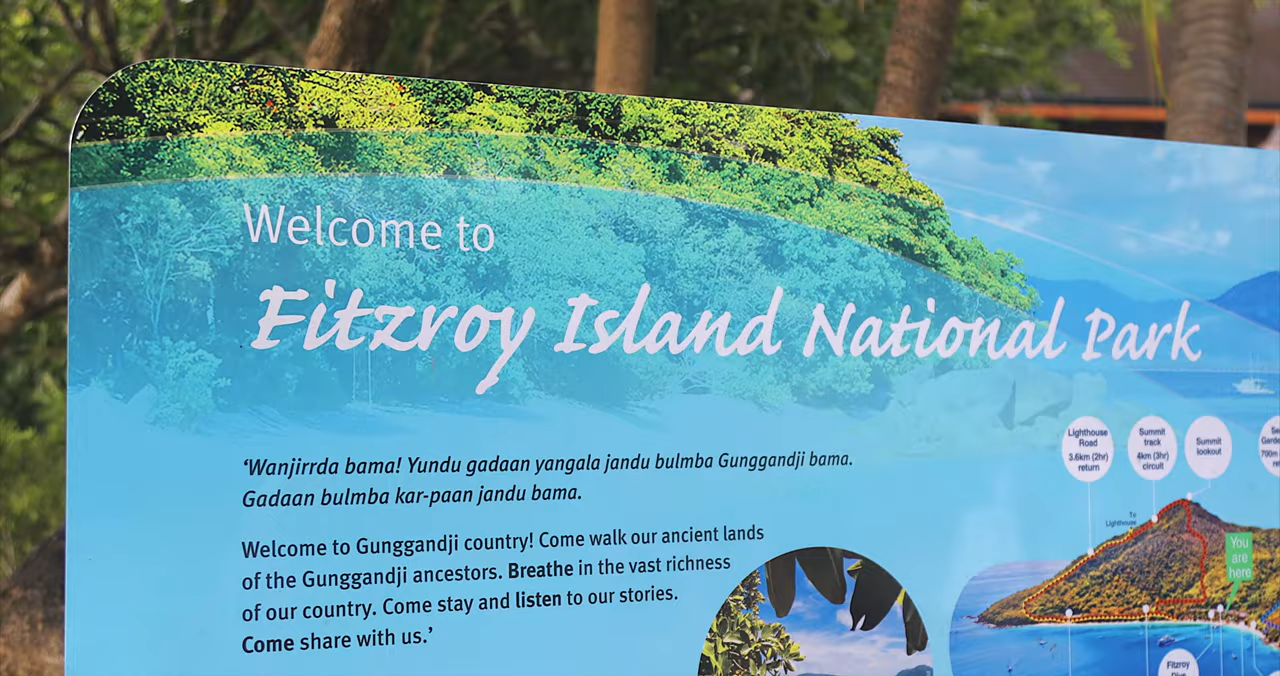 Welcome to
Fitzroy Island National Park
‘Wanjirrda bama! Yundu gadaan yangala jandu bulmba Gunggandji bama.
Gadaan bulmba kar-paan jandu bama.
Welcome to Gunggandji country! Come walk our ancient lands
of the Gunggandji ancestors. Breathe in the vast richness
of our country. Come stay and listen to our stories.
Come share with us.’
Lighthouse
Road
3.6km (2hr)
return
Summit
track
4km (3hr)
circuit
Summit
lookout
700m
To
Lighthouse
You
are
here
Fitzroy